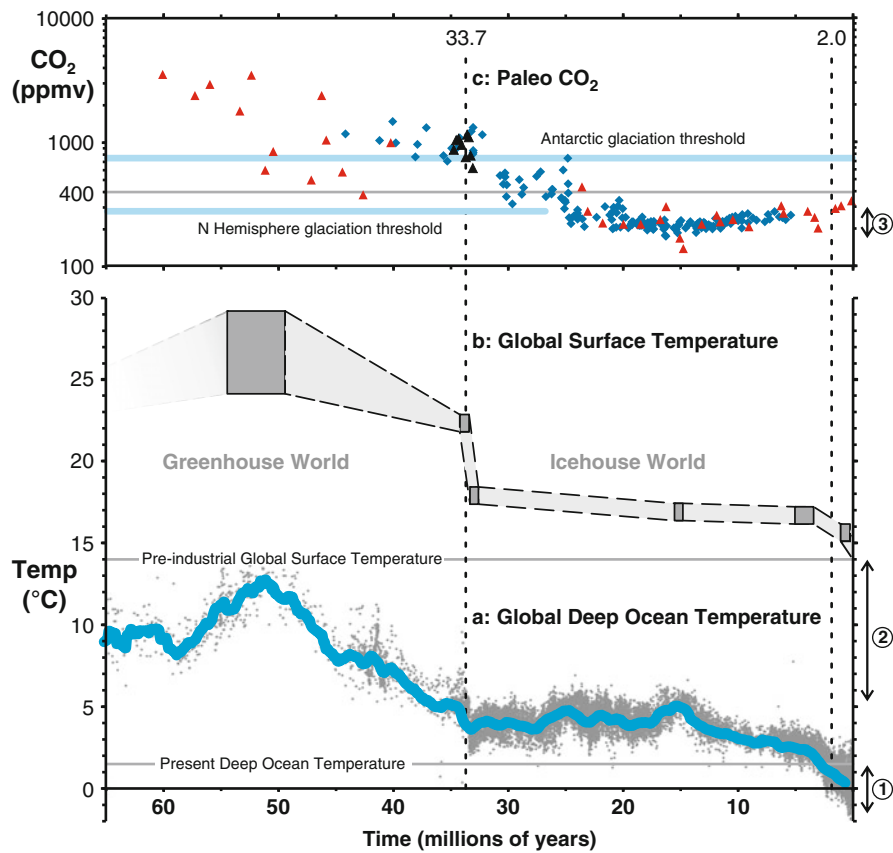 33.7
2.0
10000
CO₂
(ppmv)
c: Paleo CO₂
1000
Antarctic glaciation threshold
400
N Hemisphere glaciation threshold
③
100
30
b: Global Surface Temperature
25
20
Greenhouse World
Icehouse World
15
Pre-industrial Global Surface Temperature
Temp
(°C)
10
a: Global Deep Ocean Temperature
②
5
Present Deep Ocean Temperature
0
①
60
50
40
30
20
10
Time (millions of years)